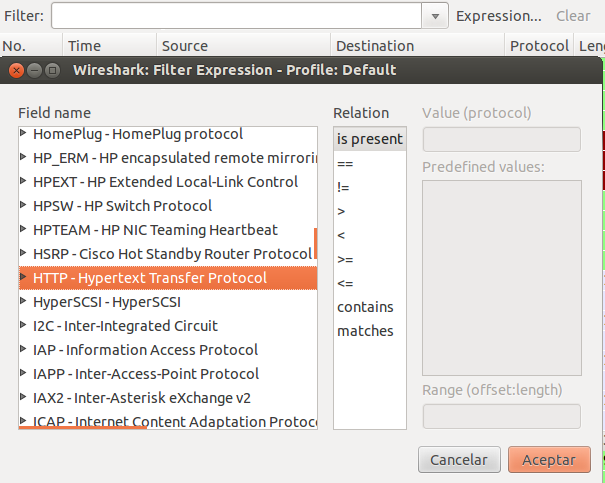 Filter:
Expression...
Clear
No. Time Source Destination Protocol Len
Wireshark: Filter Expression - Profile: Default
Field name
HomePlug - HomePlug protocol
HP_ERM - HP encapsulated remote mirrorin
HPEXT - HP Extended Local-Link Control
HPSW - HP Switch Protocol
HPTEAM - HP NIC Teaming Heartbeat
HSRP - Cisco Hot Standby Router Protocol
HTTP - Hypertext Transfer Protocol
HyperSCSI - HyperSCSI
I2C - Inter-Integrated Circuit
IAP - Information Access Protocol
IAPP - Inter-Access-Point Protocol
IAX2 - Inter-Asterisk eXchange v2
ICAP - Internet Content Adaptation Protoc
Relation
is present
==
!=
>
<
>=
<=
contains
matches
Value (protocol)
Predefined values:
Range (offset:length)
Cancelar
Aceptar